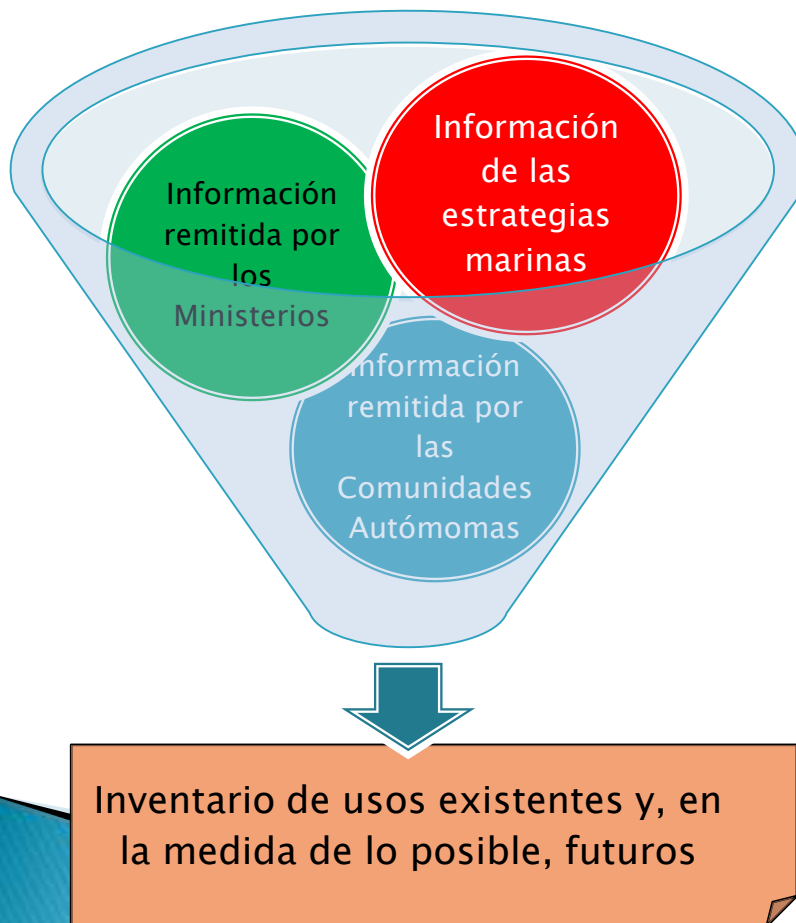 Información
remitida por
los
Ministerios
Información
de las
estrategias
marinas
Información
remitida por
las
Comunidades
Autómomas
Inventario de usos existentes y, en
la medida de lo posible, futuros